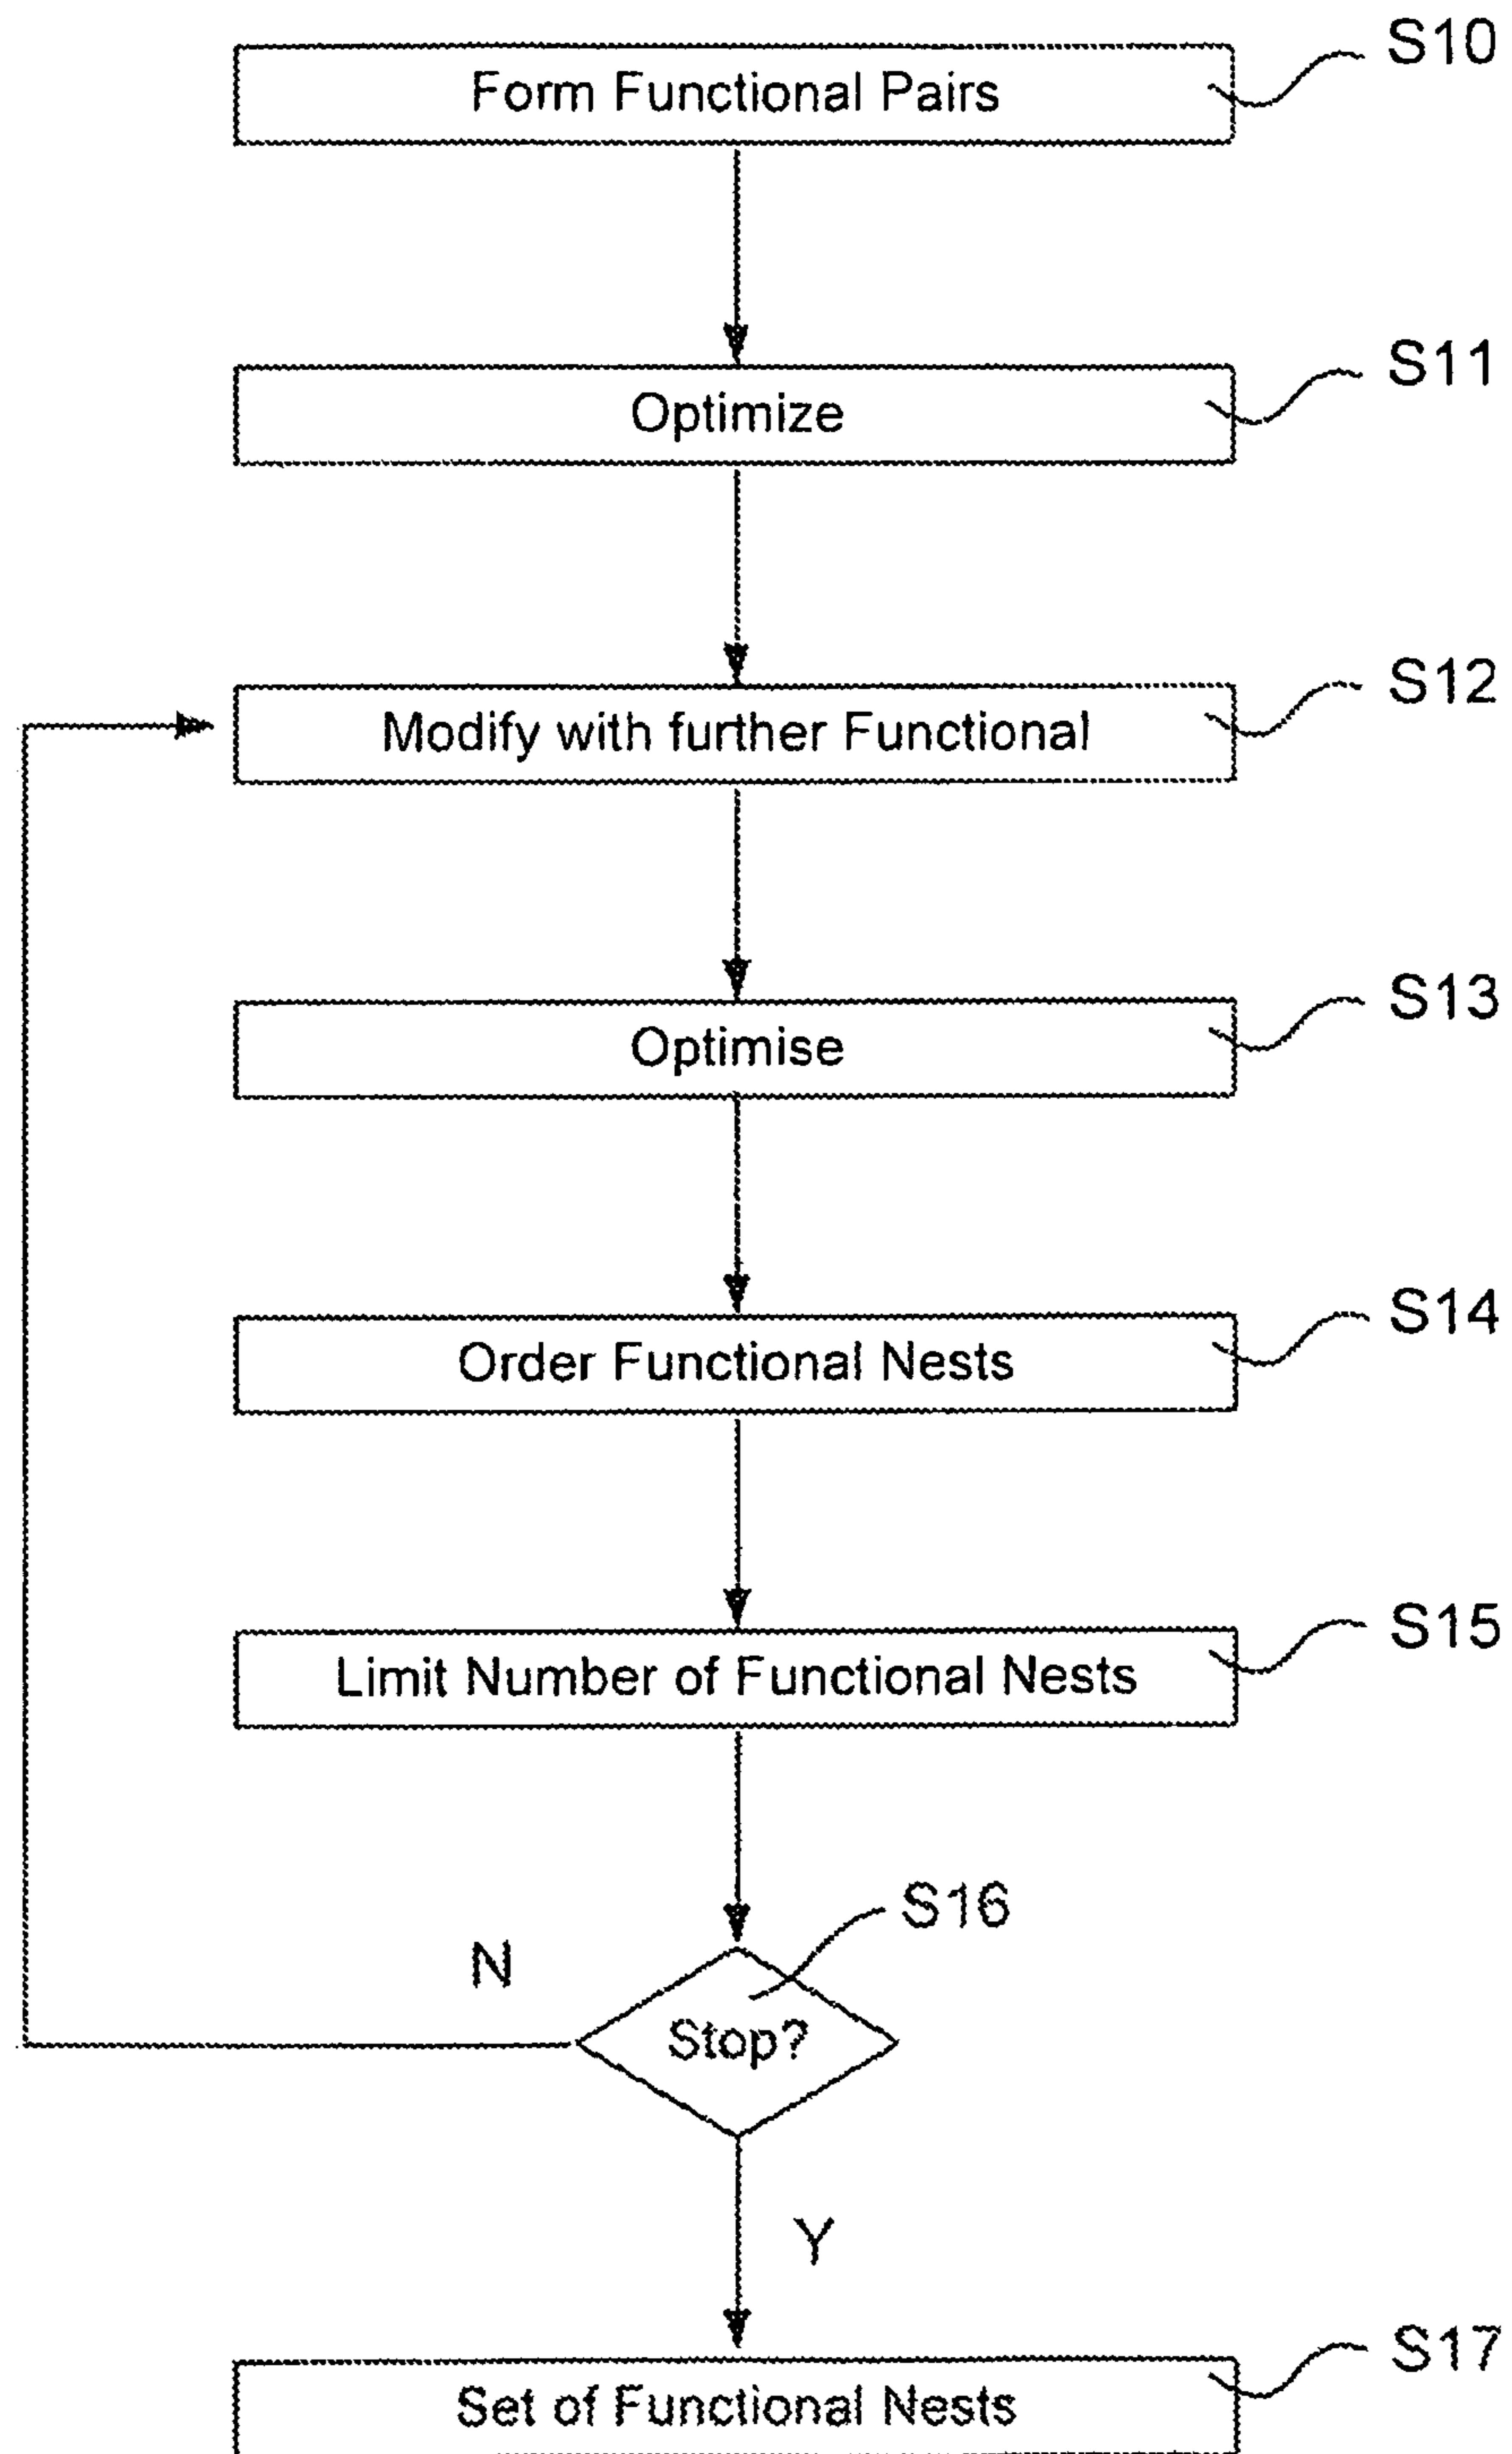 S10
Form Functional Pairs
S11
Optimize
S12
Modify with further Functional
S13
Optimise
S14
Order Functional Nests
S15
Limit Number of Functional Nests
S16
N
Stop?
Y
S17
Set of Functional Nests